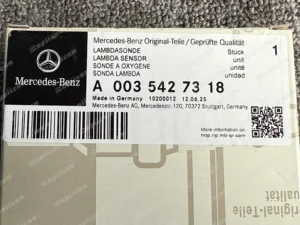 Mercedes-Benz
Mercedes-Benz Original-Teile / Geprüfte Qualität
LAMBDASONDE
LAMBDA SENSOR
SONDE A OXYGENE
SONDA LAMBDA
Stück
unit
unité
unidad
1
A 003 542 73 18
Made in Germany 10200012 12.06.25
Mercedes-Benz AG, Mercedesstr. 120, 70372 Stuttgart, Germany
riginal-Teile